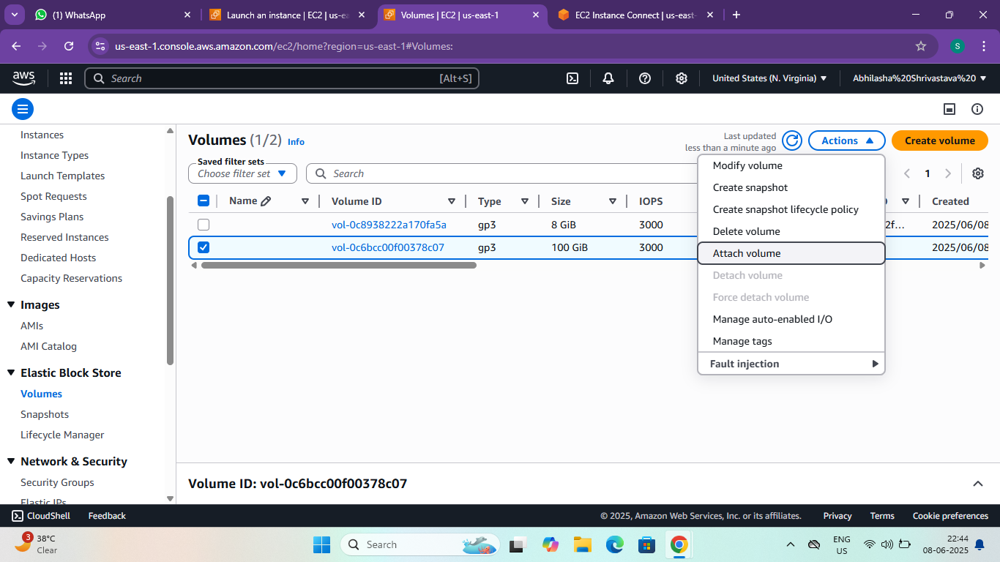 (1) WhatsApp
Launch an instance | EC2 | us-ea
Volumes | EC2 | us-east-1
EC2 Instance Connect | us-east-
us-east-1.console.aws.amazon.com/ec2/home?region=us-east-1#Volumes:
S
aws
Search [Alt+S]
United States (N. Virginia)
Abhilasha%20Shrivastava%20
Instances
Instance Types
Launch Templates
Spot Requests
Savings Plans
Reserved Instances
Dedicated Hosts
Capacity Reservations
Images
AMIs
AMI Catalog
Elastic Block Store
Volumes
Snapshots
Lifecycle Manager
Network & Security
Security Groups
Elastic IPs
Volumes (1/2) Info
Last updated
less than a minute ago
Actions
Create volume
Saved filter sets
Choose filter set
Search
1
Name Volume ID Type Size IOPS Created
vol-0c8938222a170fa5a gp3 8 GiB 3000 2f... 2025/06/08
vol-0c6bcc00f00378c07 gp3 100 GiB 3000 2025/06/08
Modify volume
Create snapshot
Create snapshot lifecycle policy
Delete volume
Attach volume
Detach volume
Force detach volume
Manage auto-enabled I/O
Manage tags
Fault injection
Volume ID: vol-0c6bcc00f00378c07
CloudShell Feedback © 2025, Amazon Web Services, Inc. or its affiliates. Privacy Terms Cookie preferences
3
38°C
Clear
Search
ENG
US
22:44
08-06-2025